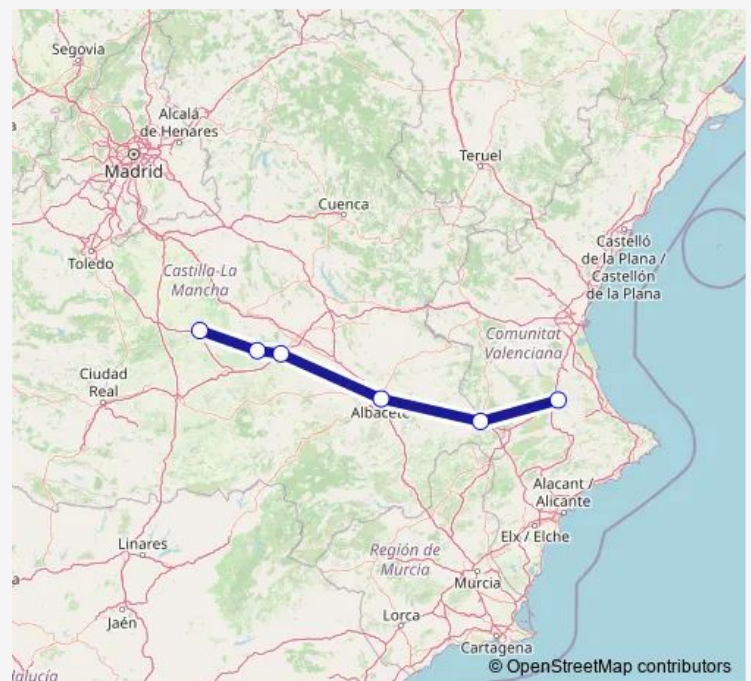 Segovia
Alcalá
de Henares
Madrid
Teruel
Cuenca
Toledo
Castelló
de la Plana /
Castellón
de la Plana
Castilla-La
Mancha
Comunitat
Valenciana
Ciudad
Real
Albacete
Alacant /
Alicante
Elx / Elche
Linares
Región de
Murcia
Murcia
Jaén
Lorca
Cartagena
alucía
© OpenStreetMap contributors